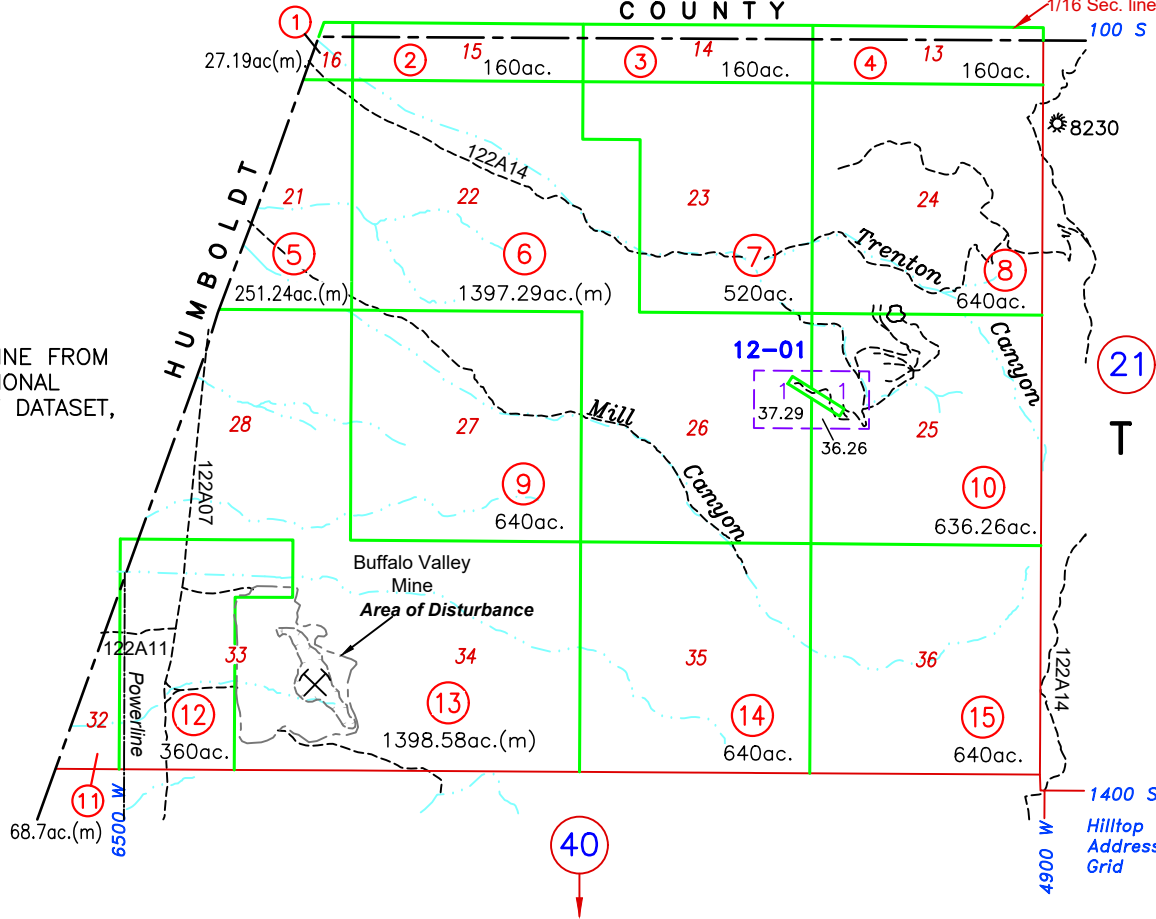 COUNTY
1/16 Sec. line
100 S
1
27.19ac(m).
16
2
15
160ac.
3
14
160ac.
4
13
160ac.
8230
HUMBOLDT
122A14
21
22
23
24
5
251.24ac.(m)
6
1397.29ac.(m)
7
520ac.
Trenton
Canyon
8
640ac.
INE FROM
IONAL
DATASET,
12-01
1
1
37.29
36.26
21
T
28
27
Mill
Canyon
26
25
122A07
9
640ac.
10
636.26ac.
Buffalo Valley
Mine
Area of Disturbance
122A11
33
34
35
36
32
Powerline
12
360ac.
13
1398.58ac.(m)
14
640ac.
15
640ac.
122A14
11
68.7ac.(m)
6500 W
40
1400 S
4900 W
Hilltop
Address
Grid